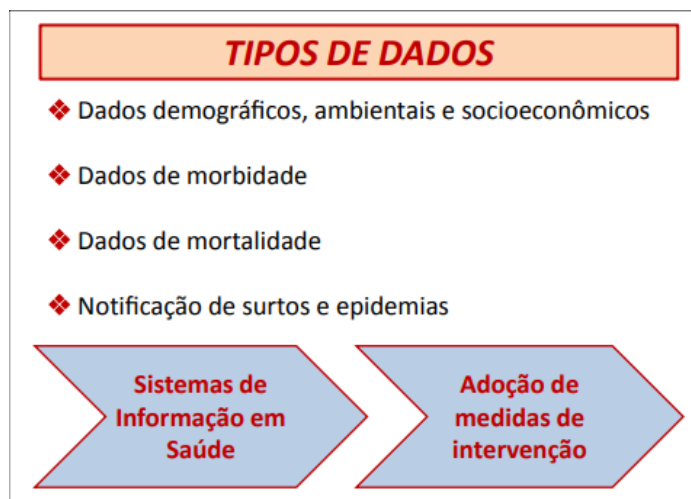 TIPOS DE DADOS
❖ Dados demográficos, ambientais e socioeconômicos
❖ Dados de morbidade
❖ Dados de mortalidade
❖ Notificação de surtos e epidemias
Sistemas de
Informação em
Saúde
Adoção de
medidas de
intervenção